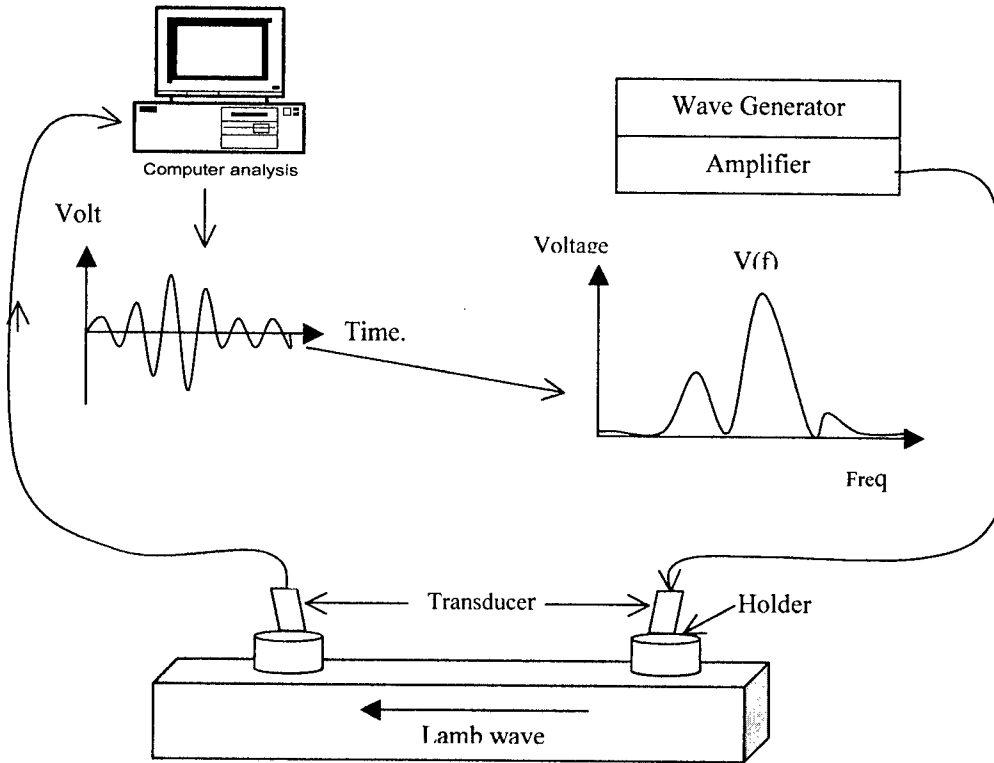 Wave Generator
Amplifier
Computer analysis
Volt
Time.
Voltage
V(f)
Freq
Transducer
Holder
Lamb wave